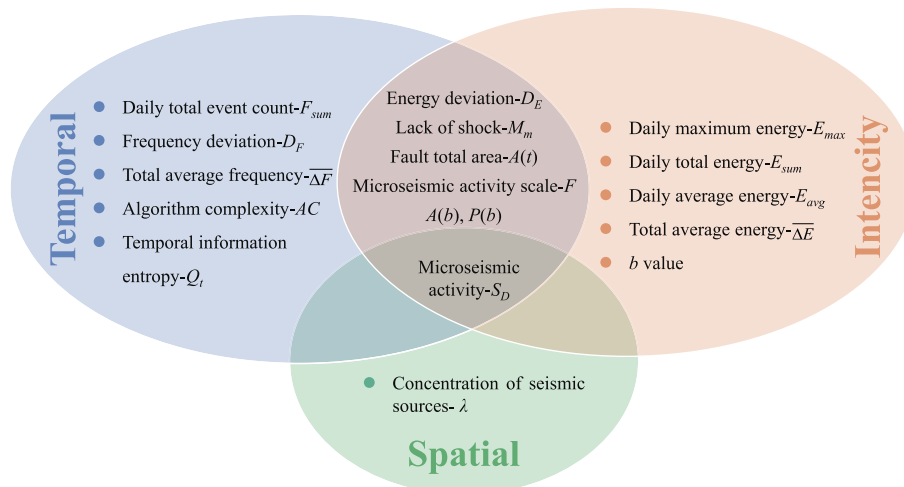 Temporal
Daily total event count-F_sum
Frequency deviation-D_F
Total average frequency-\overline{ΔF}
Algorithm complexity-AC
Temporal information
entropy-Q_t
Energy deviation-D_E
Lack of shock-M_m
Fault total area-A(t)
Microseismic activity scale-F
A(b), P(b)
Microseismic
activity-S_D
Daily maximum energy-E_max
Daily total energy-E_sum
Daily average energy-E_avg
Total average energy-\overline{ΔE}
b value
Intencity
Concentration of seismic
sources- λ
Spatial